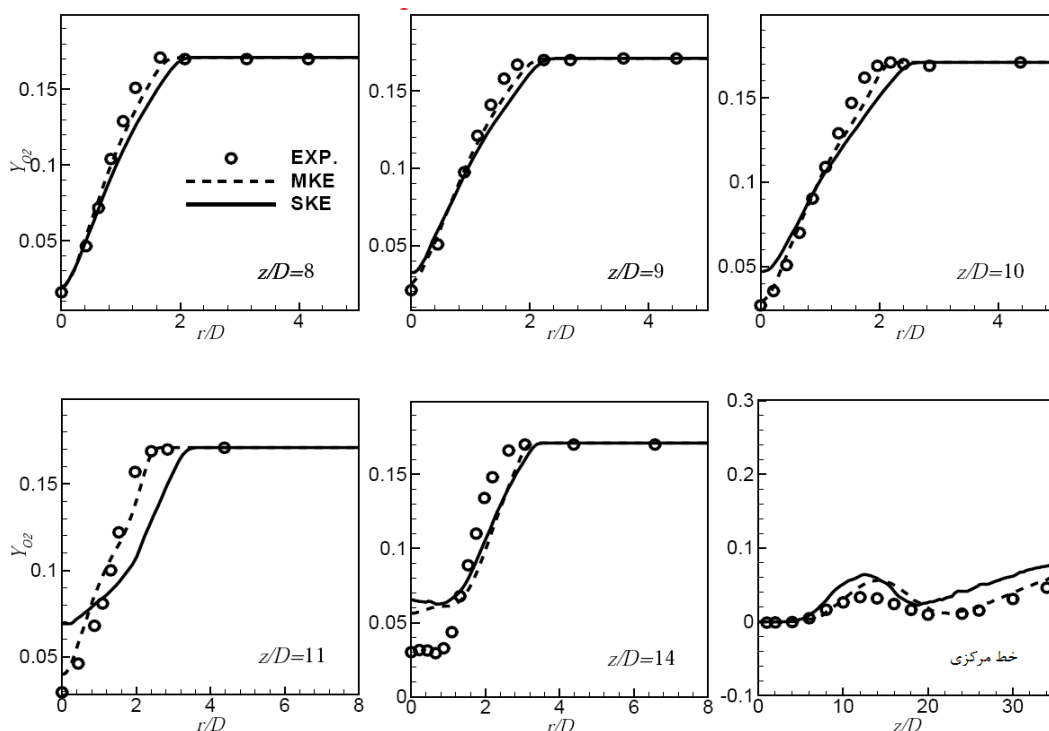 0.15
Y_O2
0.1
0.05
EXP.
MKE
SKE
z/D=8
0
2
4
r/D
0.15
0.1
0.05
z/D=9
0
2
4
r/D
0.15
0.1
0.05
z/D=10
0
2
4
r/D
0.15
Y_O2
0.1
0.05
z/D=11
0
2
4
6
8
r/D
0.15
0.1
0.05
0
z/D=14
0
2
4
6
8
r/D
0.3
0.2
0.1
0
-0.1
خط مرکزی
0
10
20
30
z/D